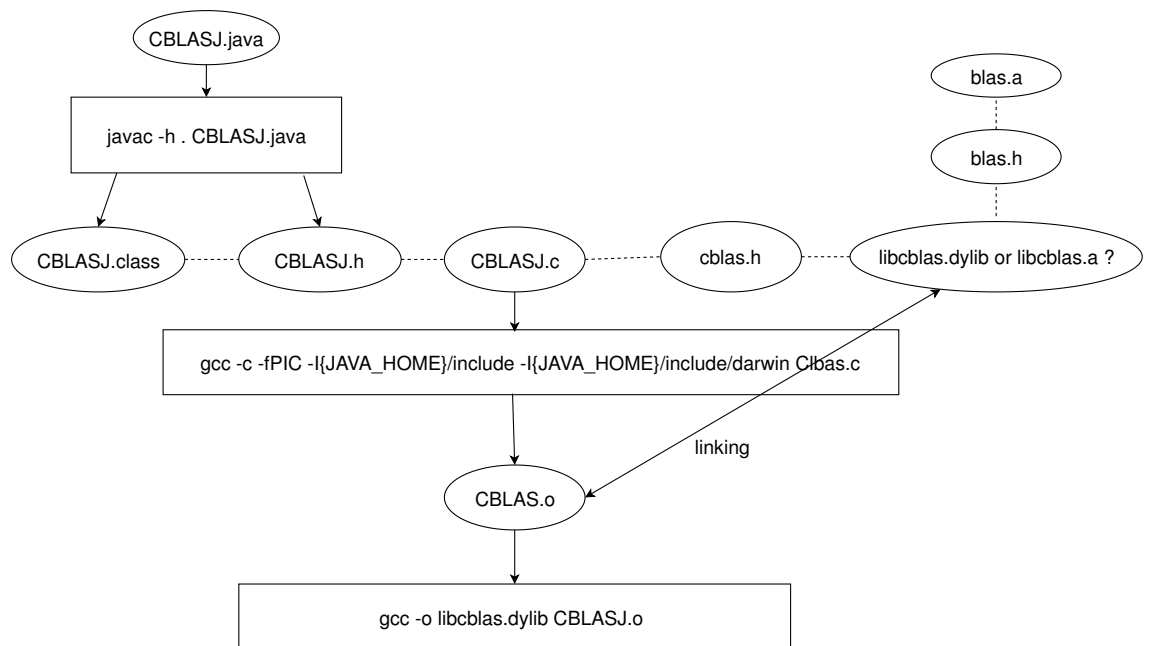 CBLASJ.java
blas.a
javac -h . CBLASJ.java
blas.h
CBLASJ.class
CBLASJ.h
CBLASJ.c
cblas.h
libcblas.dylib or libcblas.a ?
gcc -c -fPIC -I{JAVA_HOME}/include -I{JAVA_HOME}/include/darwin Clbas.c
linking
CBLAS.o
gcc -o libcblas.dylib CBLASJ.o